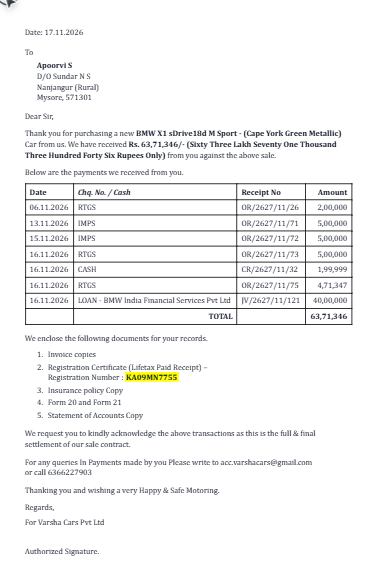 Date: 17.11.2026
To
Apoorvi S
D/O Sundar N S
Nanjangur (Rural)
Mysore, 571301
Dear Sir,
Thank you for purchasing a new BMW X1 sDrive18d M Sport - (Cape York Green Metallic)
Car from us. We have received Rs. 63,71,346/- (Sixty Three Lakh Seventy One Thousand
Three Hundred Forty Six Rupees Only) from you against the above sale.
Below are the payments we received from you.
Date Chq. No. / Cash Receipt No Amount
06.11.2026 RTGS OR/2627/11/26 2,00,000
13.11.2026 IMPS OR/2627/11/71 5,00,000
15.11.2026 IMPS OR/2627/11/72 5,00,000
16.11.2026 RTGS OR/2627/11/73 5,00,000
16.11.2026 CASH CR/2627/11/32 1,99,999
16.11.2026 RTGS OR/2627/11/75 4,71,347
16.11.2026 LOAN - BMW India Financial Services Pvt Ltd JV/2627/11/121 40,00,000
TOTAL 63,71,346
We enclose the following documents for your records.
1. Invoice copies
2. Registration Certificate (Lifetax Paid Receipt) –
Registration Number : KA09MN7755
3. Insurance policy Copy
4. Form 20 and Form 21
5. Statement of Accounts Copy
We request you to kindly acknowledge the above transactions as this is the full & final
settlement of our sale contract.
For any queries In Payments made by you Please write to acc.varshacars@gmail.com
or call 6366227903
Thanking you and wishing a very Happy & Safe Motoring.
Regards,
For Varsha Cars Pvt Ltd
Authorized Signature.